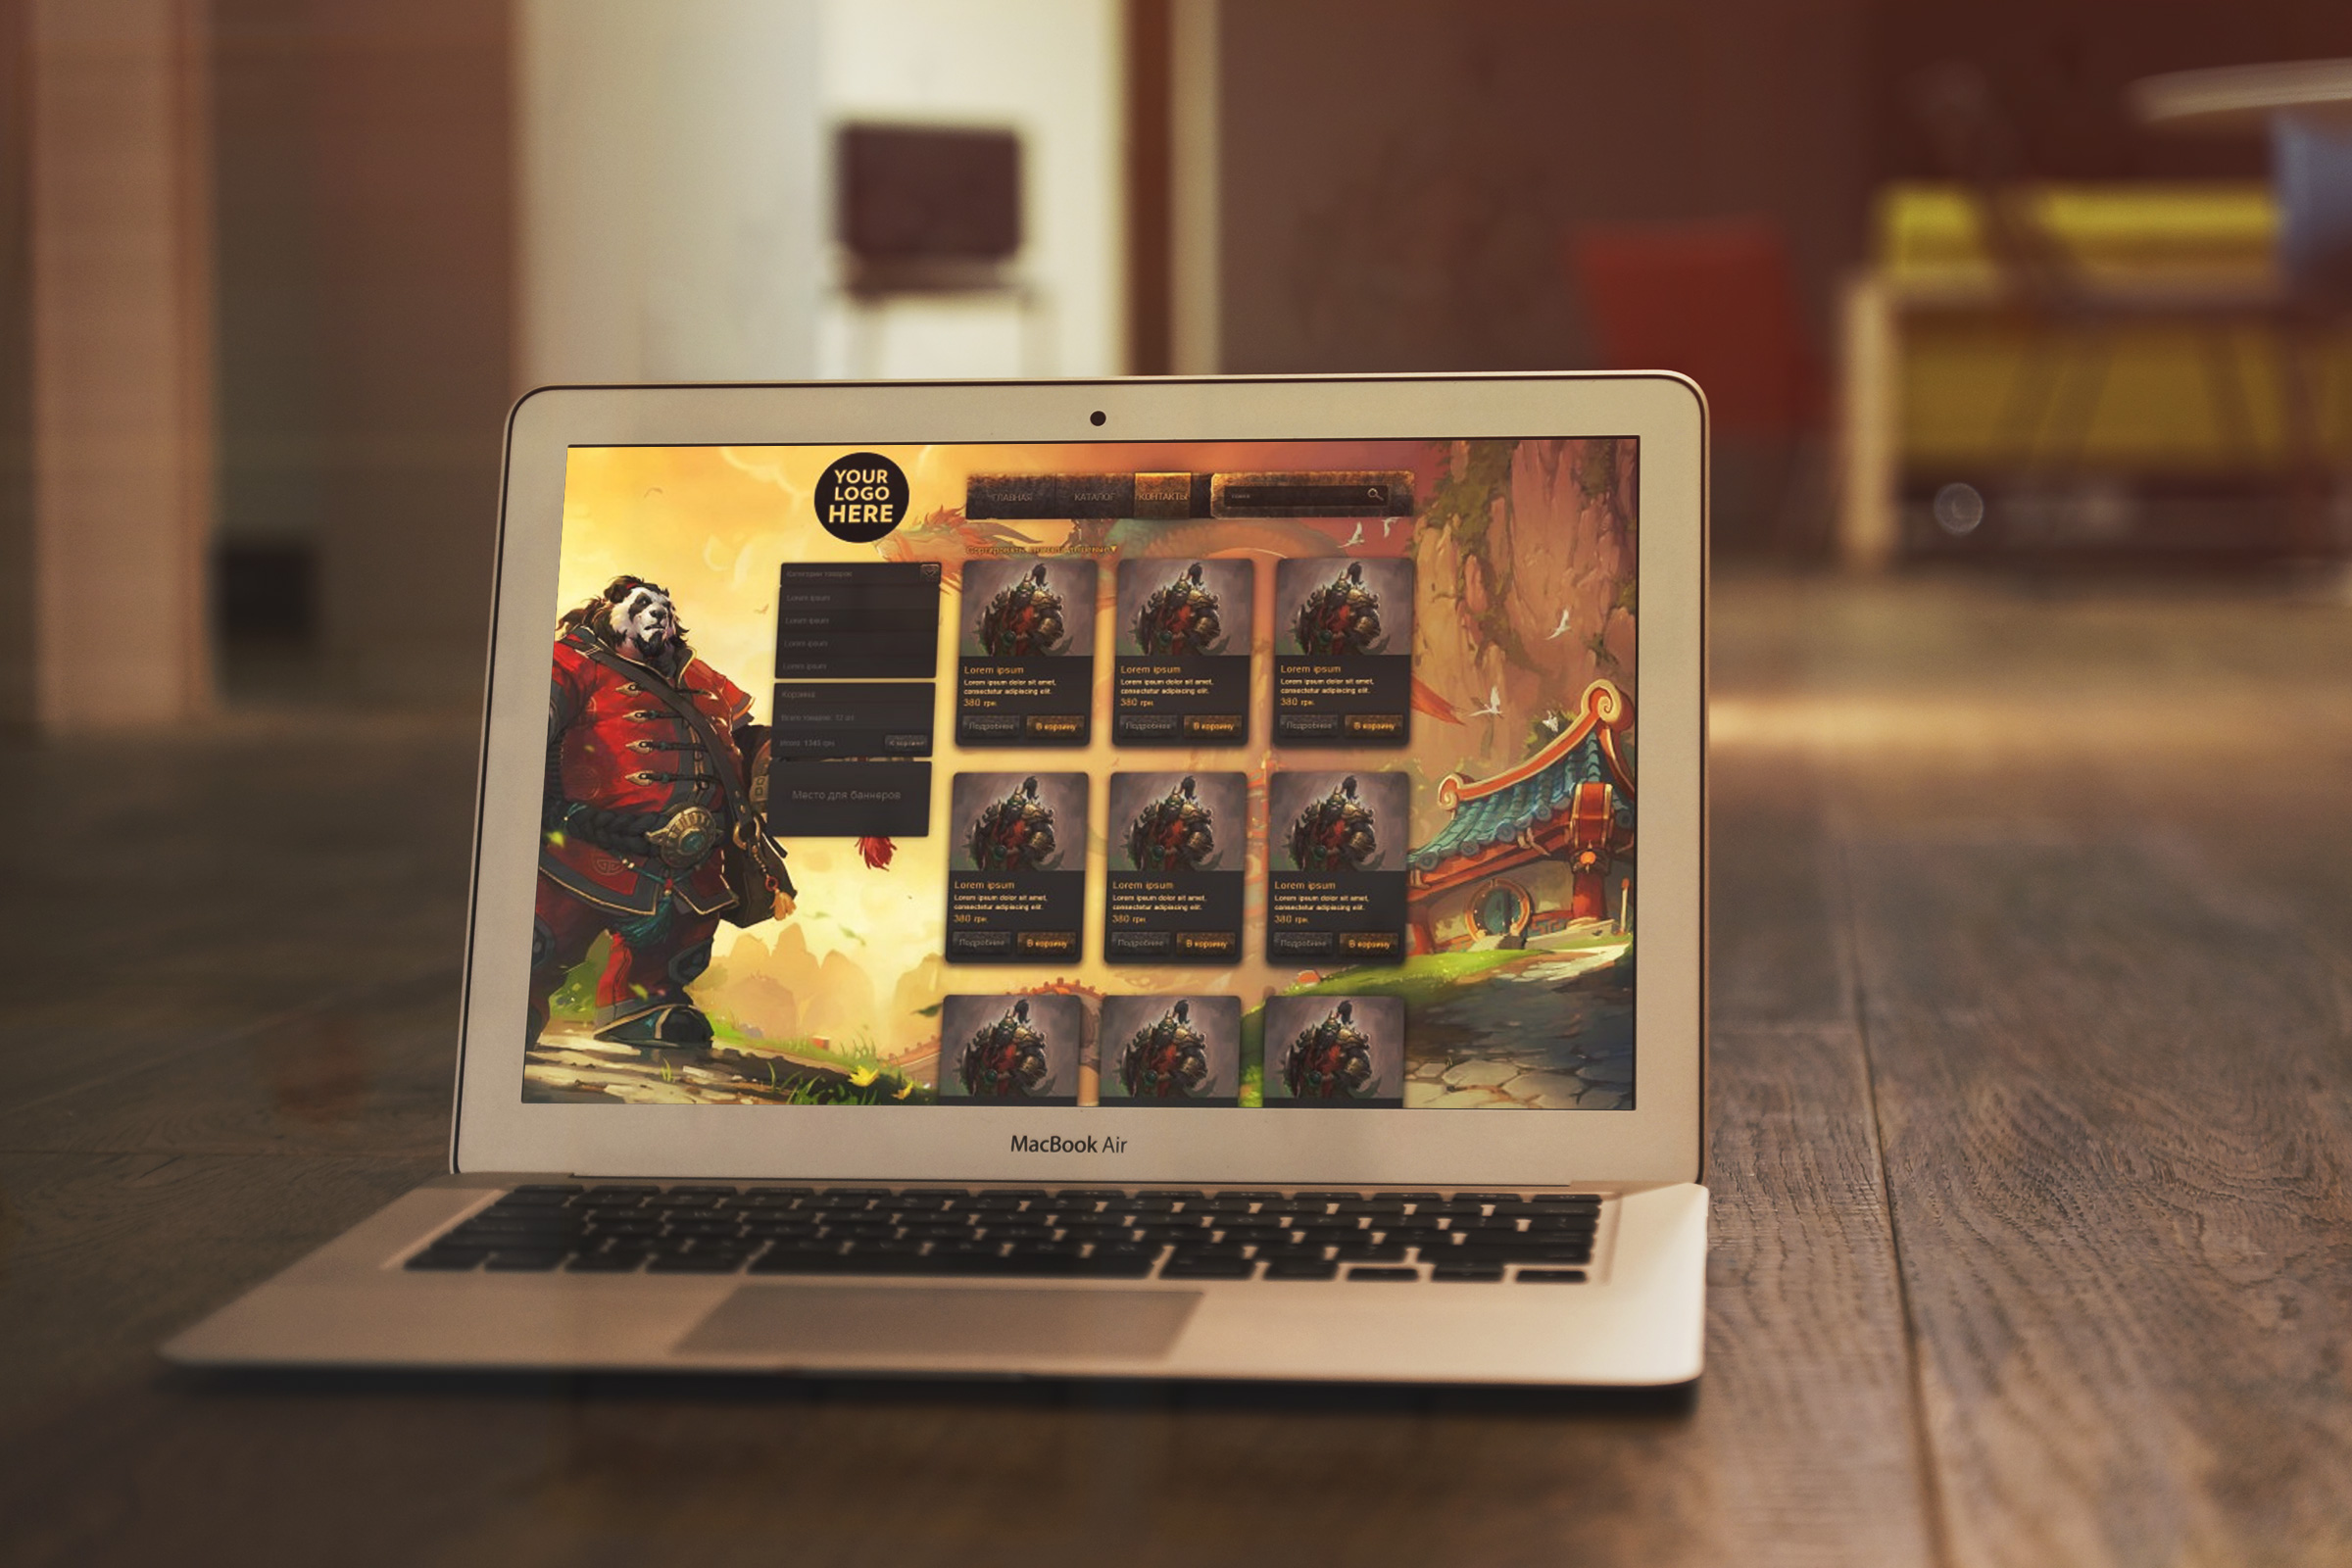 YOUR
LOGO
HERE
ГЛАВНАЯ
КАТАЛОГ
КОНТАКТЫ
Категории товаров
Lorem ipsum
Lorem ipsum
Lorem ipsum
Lorem ipsum
Корзина
Всего товаров: 12 шт
Итого: 1345 грн
Место для баннеров
Lorem ipsum
Lorem ipsum dolor sit amet,
consectetur adipiscing elit.
380 грн.
Подробнее
В корзину
Lorem ipsum
Lorem ipsum dolor sit amet,
consectetur adipiscing elit.
380 грн.
Подробнее
В корзину
Lorem ipsum
Lorem ipsum dolor sit amet,
consectetur adipiscing elit.
380 грн.
Подробнее
В корзину
Lorem ipsum
Lorem ipsum dolor sit amet,
consectetur adipiscing elit.
380 грн.
Подробнее
В корзину
Lorem ipsum
Lorem ipsum dolor sit amet,
consectetur adipiscing elit.
380 грн.
Подробнее
В корзину
Lorem ipsum
Lorem ipsum dolor sit amet,
consectetur adipiscing elit.
380 грн.
Подробнее
В корзину
MacBook Air